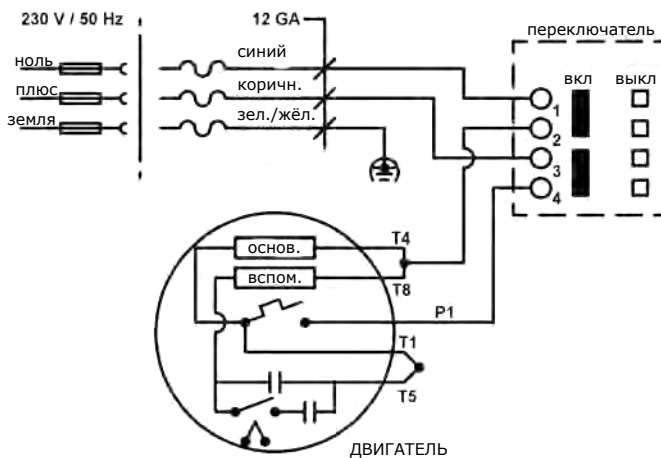 230 V / 50 Hz
12 GA
переключатель
ноль
синий
вкл
выкл
плюс
коричн.
1
земля
зел./жёл.
2
3
4
основ.
T4
вспом.
T8
P1
T1
T5
ДВИГАТЕЛЬ